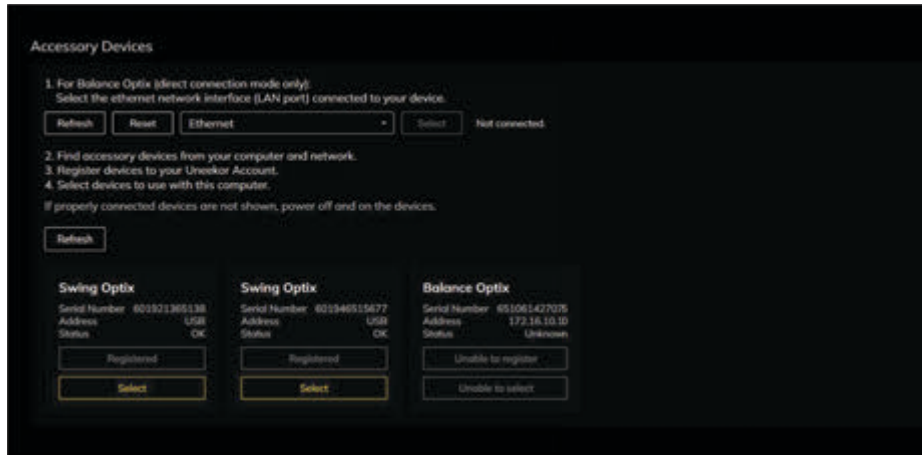 Accessory Devices
1. For Balance Optix (direct connection mode only):
Select the ethernet network interface (LAN port) connected to your device.
Refresh Reset Ethernet Select Not connected.
2. Find accessory devices from your computer and network.
3. Register devices to your Uneekor Account.
4. Select devices to use with this computer.
If properly connected devices are not shown, power off and on the devices.
Refresh
Swing Optix
Serial Number 601921365138
Address USB
Status OK
Registered
Select
Swing Optix
Serial Number 601946515677
Address USB
Status OK
Registered
Select
Balance Optix
Serial Number 651061427075
Address 172.16.10.10
Status Unknown
Unable to register
Unable to select